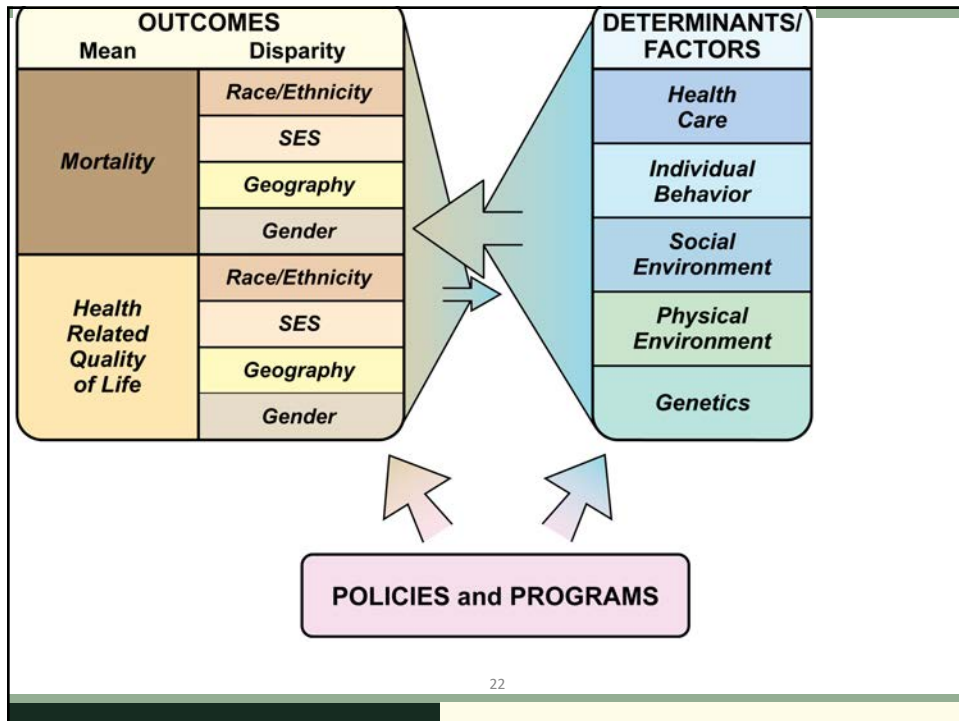 OUTCOMES
Mean
Disparity
Mortality
Race/Ethnicity
SES
Geography
Gender
Health
Related
Quality
of Life
Race/Ethnicity
SES
Geography
Gender
DETERMINANTS/
FACTORS
Health
Care
Individual
Behavior
Social
Environment
Physical
Environment
Genetics
POLICIES and PROGRAMS
22